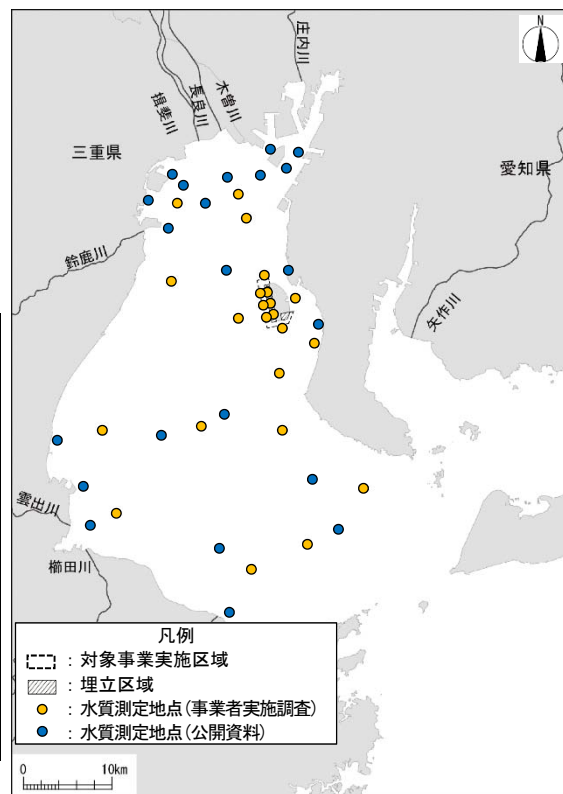 N
庄内川
木曽川
長良川
揖斐川
三重県
愛知県
鈴鹿川
矢作川
雲出川
櫛田川
凡例
：対象事業実施区域
：埋立区域
：水質測定地点(事業者実施調査)
：水質測定地点(公開資料)
0 10km